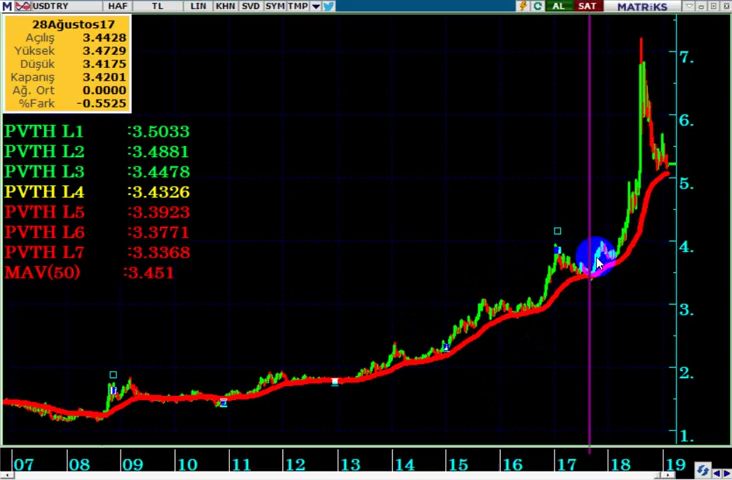 M USDTRY HAF TL LIN KHN SVD SYM TMP AL SAT MATRİKS
28Ağustos17
Açılış 3.4428
Yüksek 3.4729
Düşük 3.4175
Kapanış 3.4201
Ağ. Ort 0.0000
%Fark -0.5525
PVTH L1 :3.5033
PVTH L2 :3.4881
PVTH L3 :3.4478
PVTH L4 :3.4326
PVTH L5 :3.3923
PVTH L6 :3.3771
PVTH L7 :3.3368
MAV(50) :3.451
7.
6.
5.
4.
3.
2.
1.
07 08 09 10 11 12 13 14 15 16 17 18 19